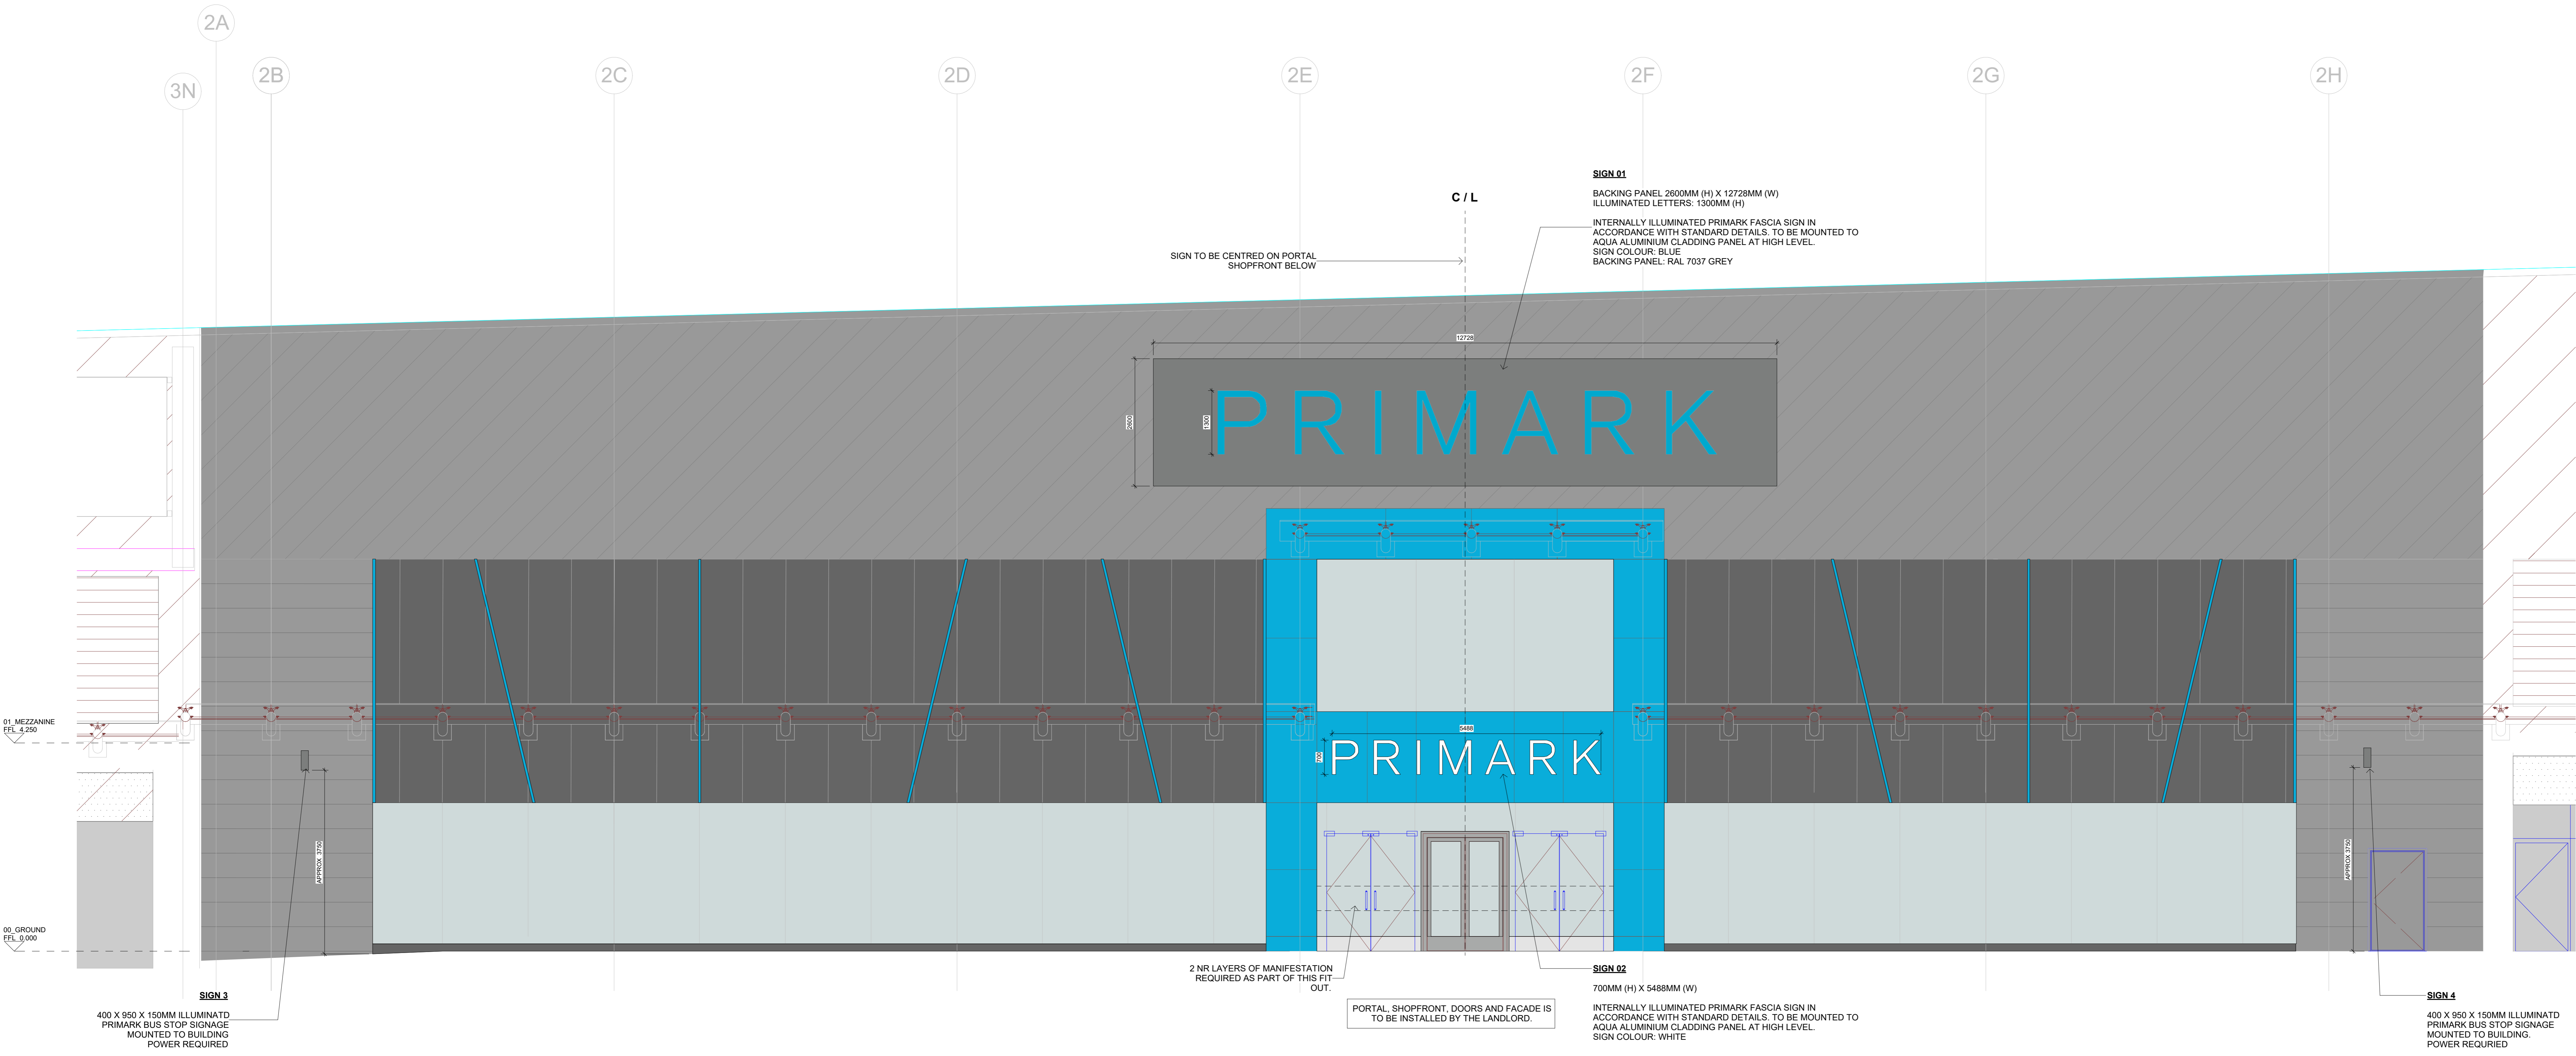 2A
3N
2B
2C
2D
2E
2F
2G
2H
SIGN 01
BACKING PANEL 2600MM (H) X 12728MM (W)
ILLUMINATED LETTERS: 1300MM (H)
INTERNALLY ILLUMINATED PRIMARK FASCIA SIGN IN
ACCORDANCE WITH STANDARD DETAILS. TO BE MOUNTED TO
AQUA ALUMINIUM CLADDING PANEL AT HIGH LEVEL.
SIGN COLOUR: BLUE
BACKING PANEL: RAL 7037 GREY
C / L
SIGN TO BE CENTRED ON PORTAL
SHOPFRONT BELOW
12728
2600
1300
PRIMARK
5488
700
PRIMARK
01_MEZZANINE
FFL 4.250
APPROX 3750
APPROX 3750
00_GROUND
FFL 0.000
2 NR LAYERS OF MANIFESTATION
REQUIRED AS PART OF THIS FIT
OUT.
PORTAL, SHOPFRONT, DOORS AND FACADE IS
TO BE INSTALLED BY THE LANDLORD.
SIGN 02
700MM (H) X 5488MM (W)
INTERNALLY ILLUMINATED PRIMARK FASCIA SIGN IN
ACCORDANCE WITH STANDARD DETAILS. TO BE MOUNTED TO
AQUA ALUMINIUM CLADDING PANEL AT HIGH LEVEL.
SIGN COLOUR: WHITE
SIGN 3
400 X 950 X 150MM ILLUMINATD
PRIMARK BUS STOP SIGNAGE
MOUNTED TO BUILDING
POWER REQUIRED
SIGN 4
400 X 950 X 150MM ILLUMINATD
PRIMARK BUS STOP SIGNAGE
MOUNTED TO BUILDING.
POWER REQURIED